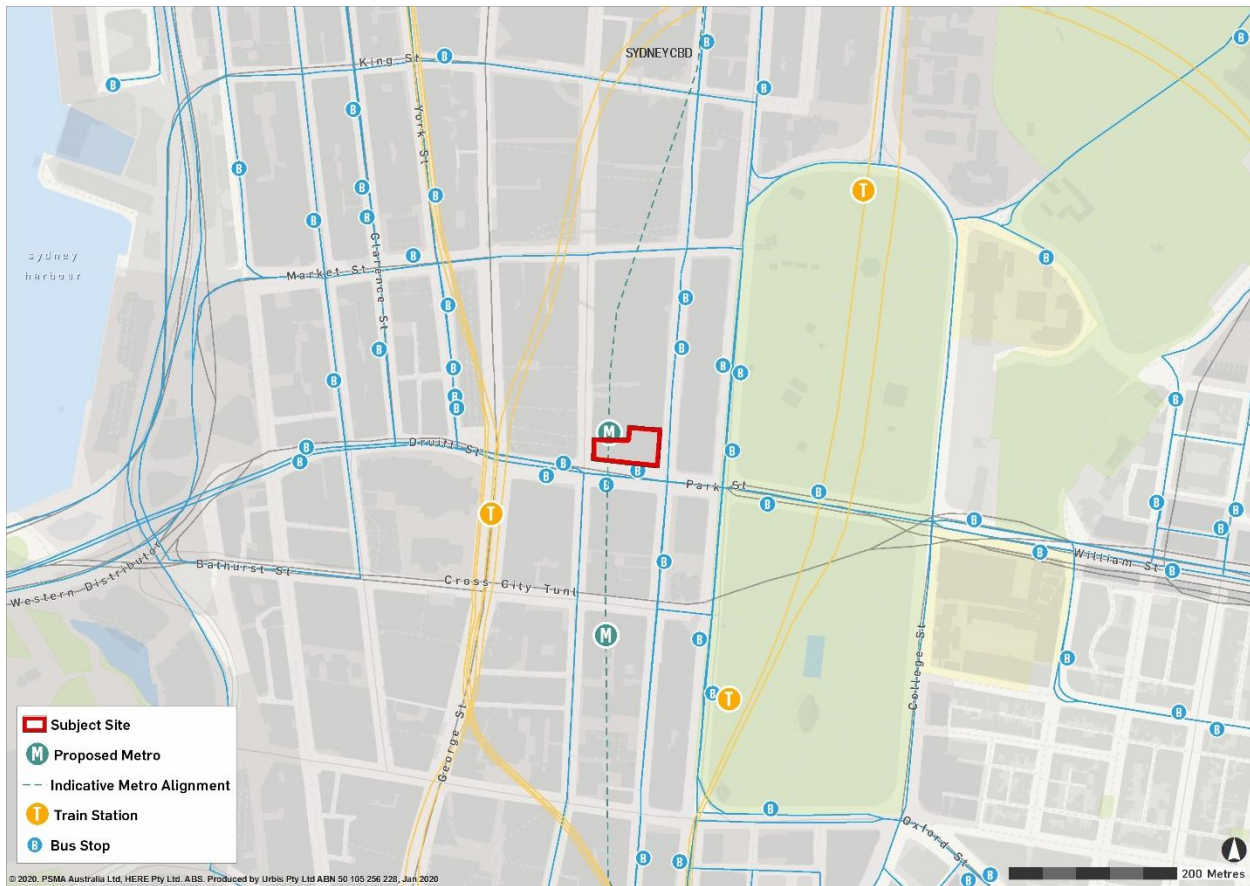 SYDNEY CBD
King St
York St
Clarence St
Market St
sydney
harbour
Druitt St
Park St
William St
Western Distributor
Bathurst St
Cross City Tunl
College St
George St
Oxford St
B
T
M
Subject Site
M Proposed Metro
Indicative Metro Alignment
T Train Station
B Bus Stop
200 Metres
© 2020. PSMA Australia Ltd, HERE Pty Ltd. ABS. Produced by Urbis Pty Ltd ABN 50 105 256 228, Jan 2020